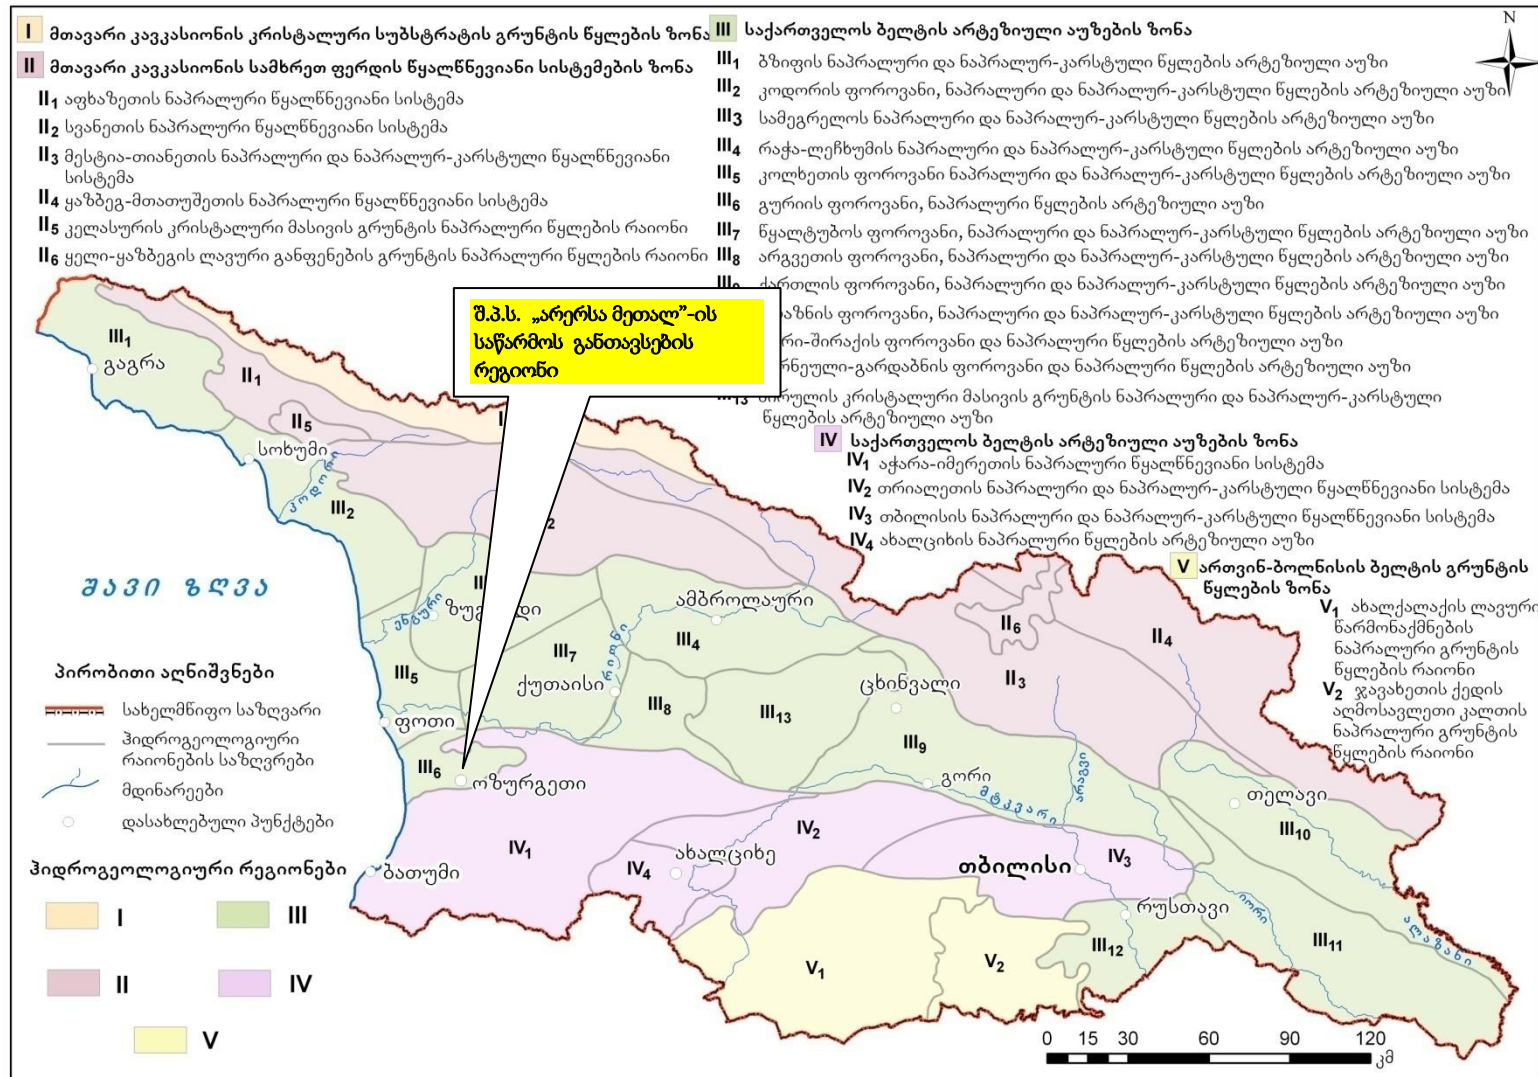 I მთავარი კავკასიონის კრისტალური სუბსტრატის გრუნტის წყლების ზონა
II მთავარი კავკასიონის სამხრეთ ფერდის წყალწნევიანი სისტემების ზონა
II1 აფხაზეთის ნაპრალური წყალწნევიანი სისტემა
II2 სვანეთის ნაპრალური წყალწნევიანი სისტემა
II3 მესტია-თიანეთის ნაპრალური და ნაპრალურ-კარსტული წყალწნევიანი
სისტემა
II4 ყაზბეგ-მთათუშეთის ნაპრალური წყალწნევიანი სისტემა
II5 კელასურის კრისტალური მასივის გრუნტის ნაპრალური წყლების რაიონი
II6 ყელი-ყაზბეგის ლავური განფენების გრუნტის ნაპრალური წყლების რაიონი
III საქართველოს ბელტის არტეზიული აუზების ზონა
III1 ბზიფის ნაპრალური და ნაპრალურ-კარსტული წყლების არტეზიული აუზი
III2 კოდორის ფოროვანი, ნაპრალური და ნაპრალურ-კარსტული წყლების არტეზიული აუზი
III3 სამეგრელოს ნაპრალური და ნაპრალურ-კარსტული წყლების არტეზიული აუზი
III4 რაჭა-ლეჩხუმის ნაპრალური და ნაპრალურ-კარსტული წყლების არტეზიული აუზი
III5 კოლხეთის ფოროვანი ნაპრალური და ნაპრალურ-კარსტული წყლების არტეზიული აუზი
III6 გურიის ფოროვანი, ნაპრალური წყლების არტეზიული აუზი
III7 წყალტუბოს ფოროვანი, ნაპრალური და ნაპრალურ-კარსტული წყლების არტეზიული აუზი
III8 არგვეთის ფოროვანი, ნაპრალური და ნაპრალურ-კარსტული წყლების არტეზიული აუზი
ქართლის ფოროვანი, ნაპრალური და ნაპრალურ-კარსტული წყლების არტეზიული აუზი
ფოროვანი, ნაპრალური და ნაპრალურ-კარსტული წყლების არტეზიული აუზი
ფოროვანი და ნაპრალური წყლების არტეზიული აუზი
ფოროვანი და ნაპრალური წყლების არტეზიული აუზი
კრისტალური მასივის გრუნტის ნაპრალური და ნაპრალურ-კარსტული
წყლების არტეზიული აუზი
IV საქართველოს ბელტის არტეზიული აუზების ზონა
IV1 აჭარა-იმერეთის ნაპრალური წყალწნევიანი სისტემა
IV2 თრიალეთის ნაპრალური და ნაპრალურ-კარსტული წყალწნევიანი სისტემა
IV3 თბილისის ნაპრალური და ნაპრალურ-კარსტული წყალწნევიანი სისტემა
IV4 ახალციხის ნაპრალური წყლების არტეზიული აუზი
V ართვინ-ბოლნისის ბელტის გრუნტის
წყლების ზონა
V1 ახალქალაქის ლავური
წარმონაქმნების
ნაპრალური გრუნტის
წყლების რაიონი
V2 ჯავახეთის ქედის
აღმოსავლეთი კალთის
ნაპრალური გრუნტის
წყლების რაიონი
N
შ.პ.ს. „არერსა მეთალ”-ის
საწარმოს განთავსების
რეგიონი
III1
გაგრა
II1
II5
I
სოხუმი
კოდორი
III2
შავი ზღვა
ენგური
III5
III7
რიონი
ქუთაისი
ამბროლაური
III4
III8
III13
ცხინვალი
III9
II6
II4
II3
ფოთი
III6
ოზურგეთი
გორი
მტკვარი
არაგვი
თელავი
III10
IV1
IV2
IV4
ახალციხე
IV3
თბილისი
ბათუმი
რუსთავი
იორი
ალაზანი
III11
III12
V1
V2
პირობითი აღნიშვნები
სახელმწიფო საზღვარი
ჰიდროგეოლოგიური
რაიონების საზღვრები
მდინარეები
დასახლებული პუნქტები
ჰიდროგეოლოგიური რეგიონები
I III
II IV
V
0 15 30 60 90 120
კმ